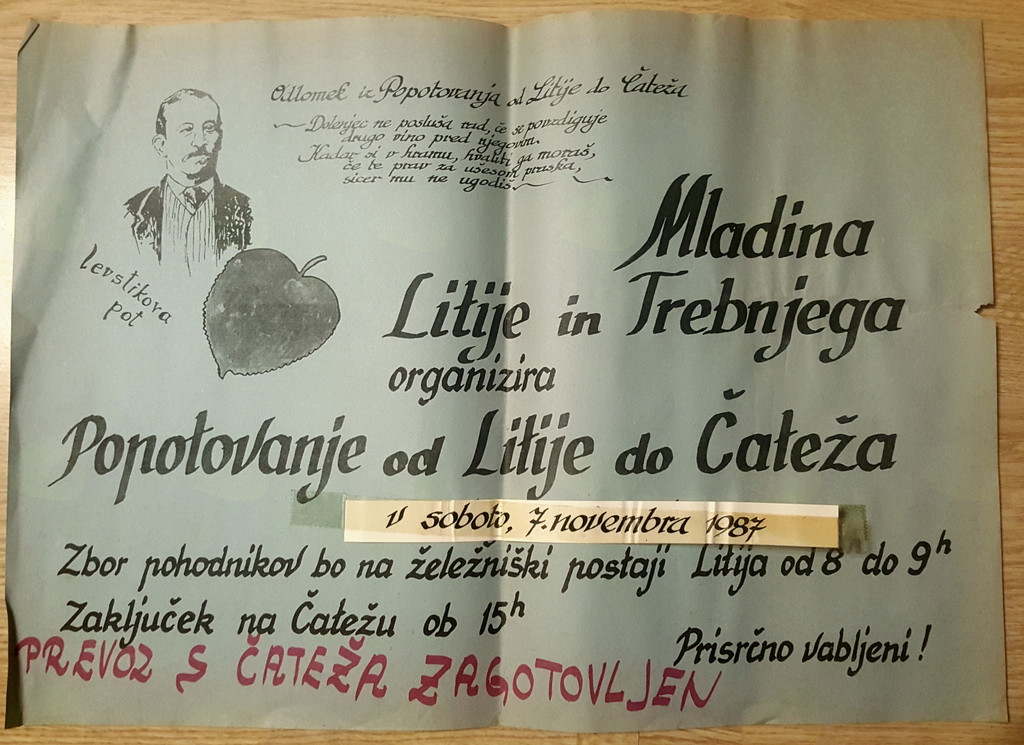 Odlomek iz Popotovanja od Litije do Čateža
Dolenjec ne posluša rad, če se povzdiguje
drugo vino pred njegovim.
Kadar si v hramu, hvaliti ga moraš,
če te prav za ušesom praska,
sicer mu ne ugodiš.
Levstikova
pot
Mladina
Litije in Trebnjega
organizira
Popotovanje od Litije do Čateža
v soboto, 7. novembra 1987
Zbor pohodnikov bo na železniški postaji Litija od 8 do 9h
Zaključek na Čatežu ob 15h
Prisrčno vabljeni!
PREVOZ S ČATEŽA ZAGOTOVLJEN